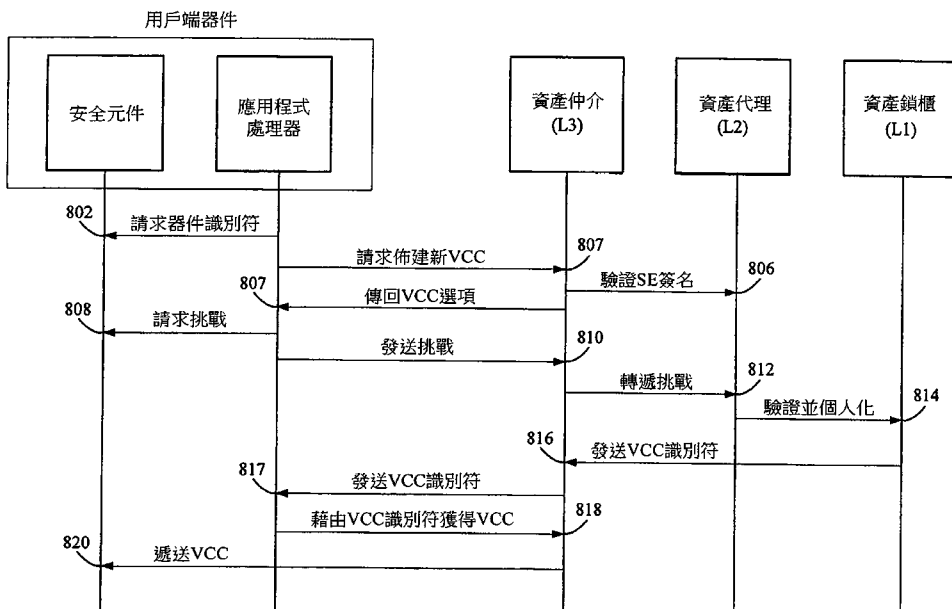 用戶端器件
安全元件
應用程式
處理器
資產仲介
(L3)
資產代理
(L2)
資產鎖櫃
(L1)
802
請求器件識別符
請求佈建新VCC
807
驗證SE簽名
806
807
傳回VCC選項
808
請求挑戰
發送挑戰
810
轉遞挑戰
812
驗證並個人化
814
816
發送VCC識別符
817
發送VCC識別符
藉由VCC識別符獲得VCC
818
820
遞送VCC